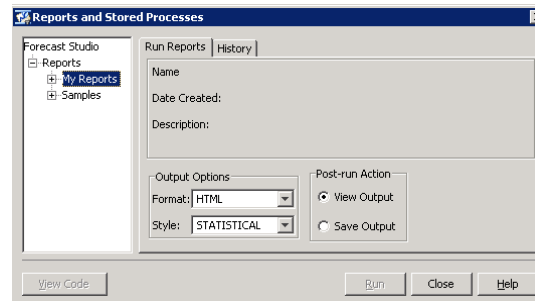 Reports and Stored Processes
Forecast Studio
Reports
My Reports
Samples
Run Reports
History
Name
Date Created:
Description:
Output Options
Format: HTML
Style: STATISTICAL
Post-run Action
View Output
Save Output
View Code
Run
Close
Help